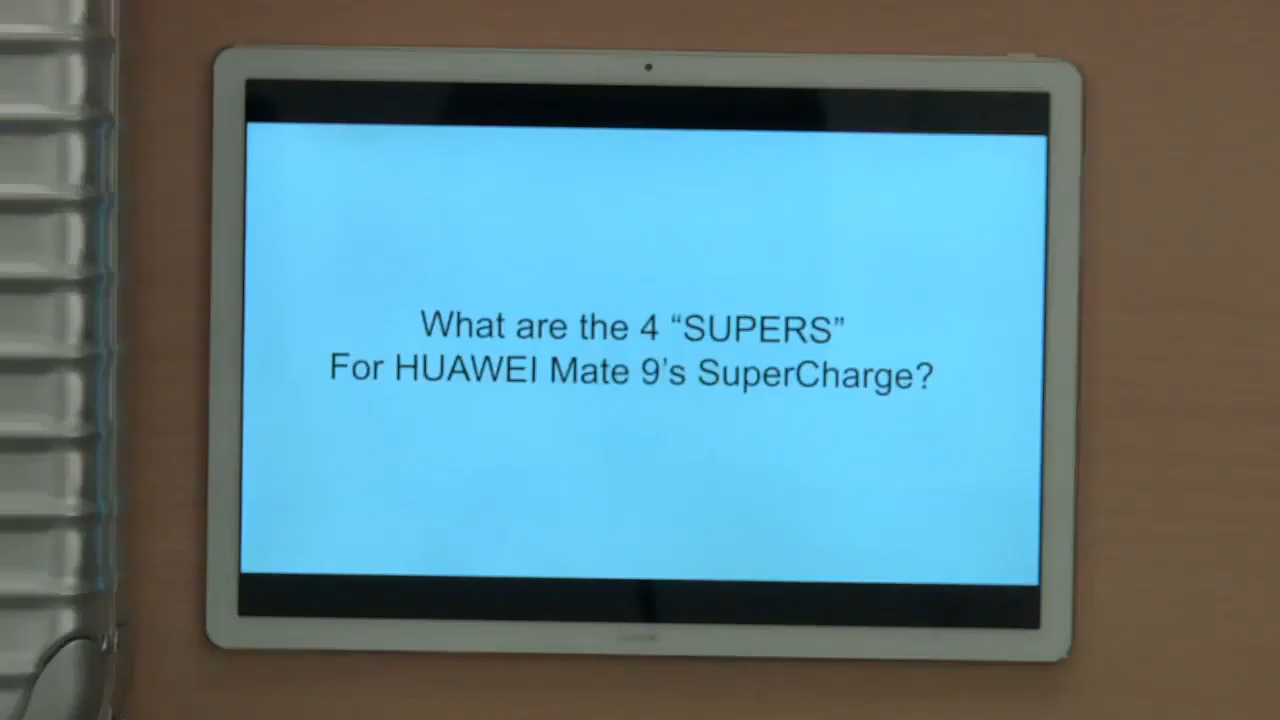 What are the 4 “SUPERS”
For HUAWEI Mate 9’s SuperCharge?